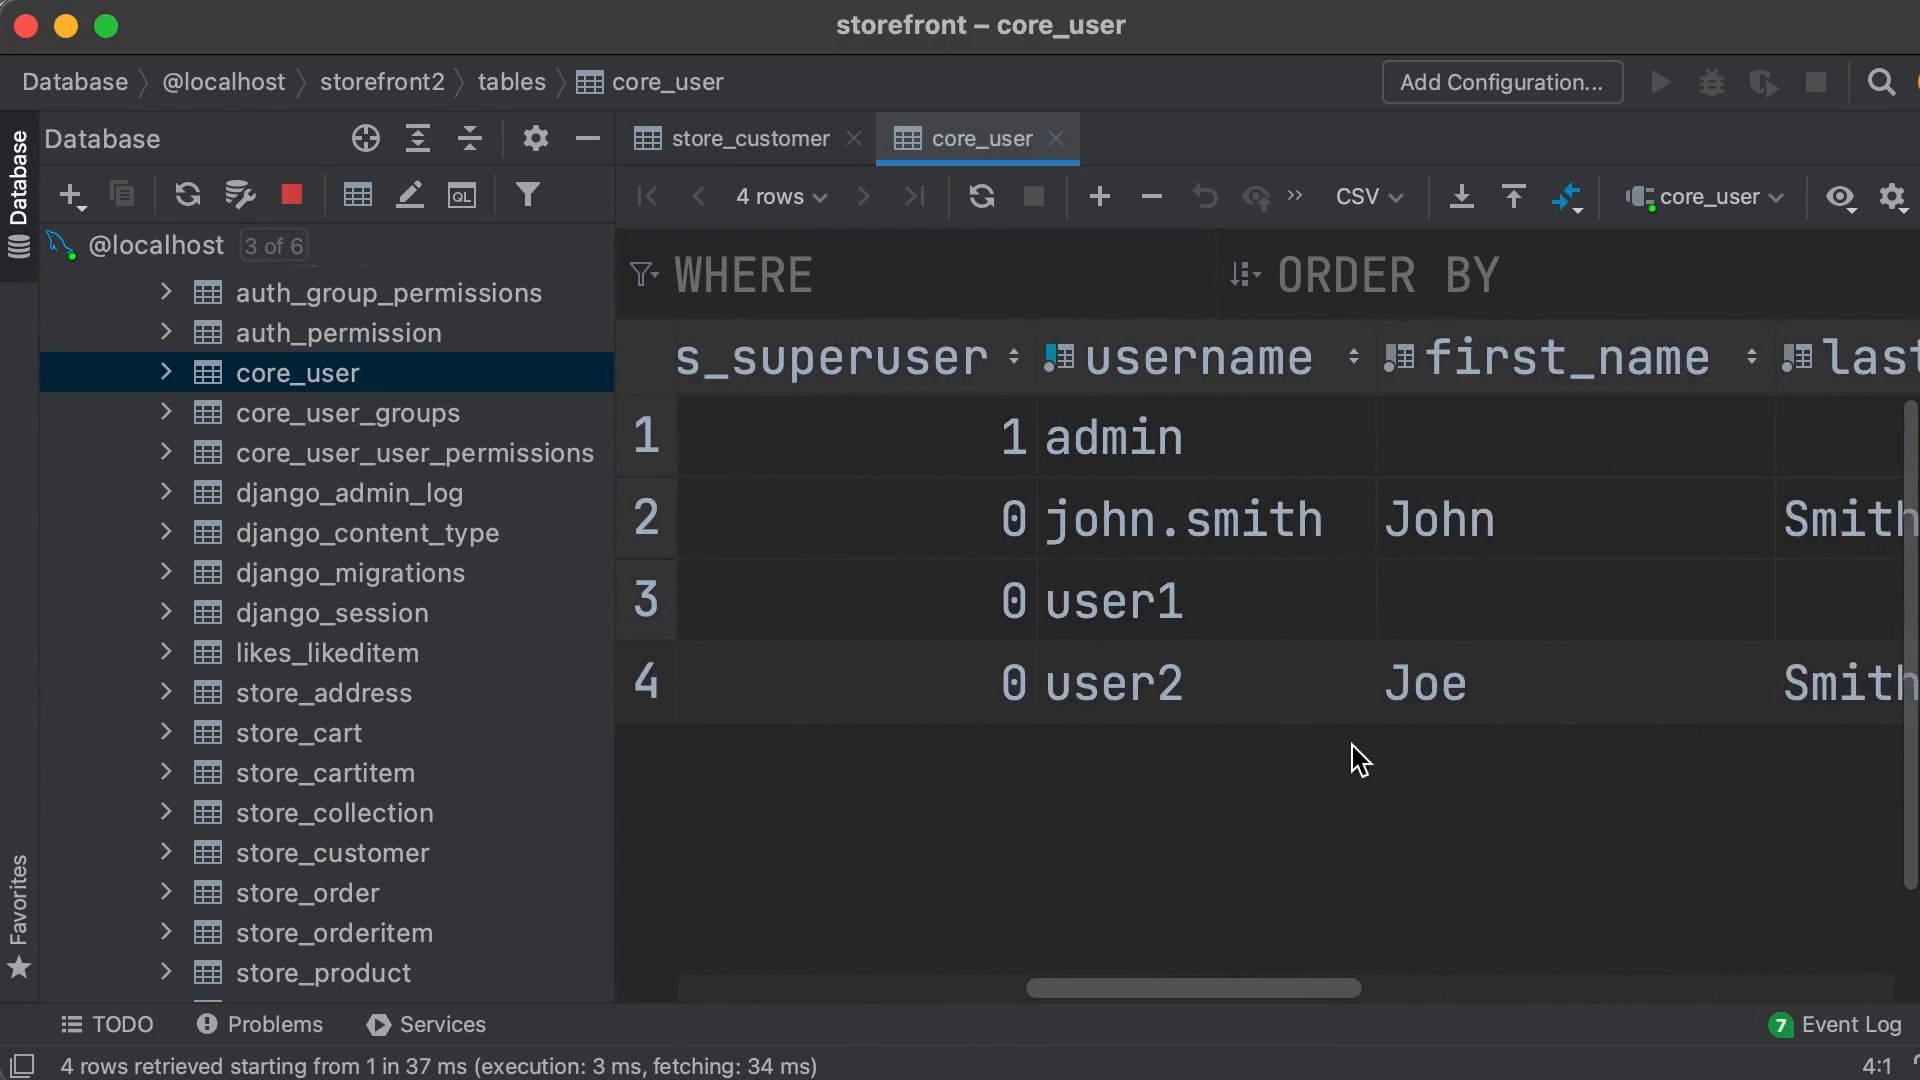 storefront – core_user
Database @localhost storefront2 tables core_user
Add Configuration...
Database
Database
store_customer
core_user
QL
4 rows
CSV
core_user
@localhost 3 of 6
WHERE
ORDER BY
auth_group_permissions
auth_permission
core_user
core_user_groups
core_user_user_permissions
django_admin_log
django_content_type
django_migrations
django_session
likes_likeditem
store_address
store_cart
store_cartitem
store_collection
store_customer
store_order
store_orderitem
store_product
s_superuser username first_name last
1 1 admin
2 0 john.smith John Smith
3 0 user1
4 0 user2 Joe Smith
Favorites
TODO Problems Services
7 Event Log
4 rows retrieved starting from 1 in 37 ms (execution: 3 ms, fetching: 34 ms)
4:1